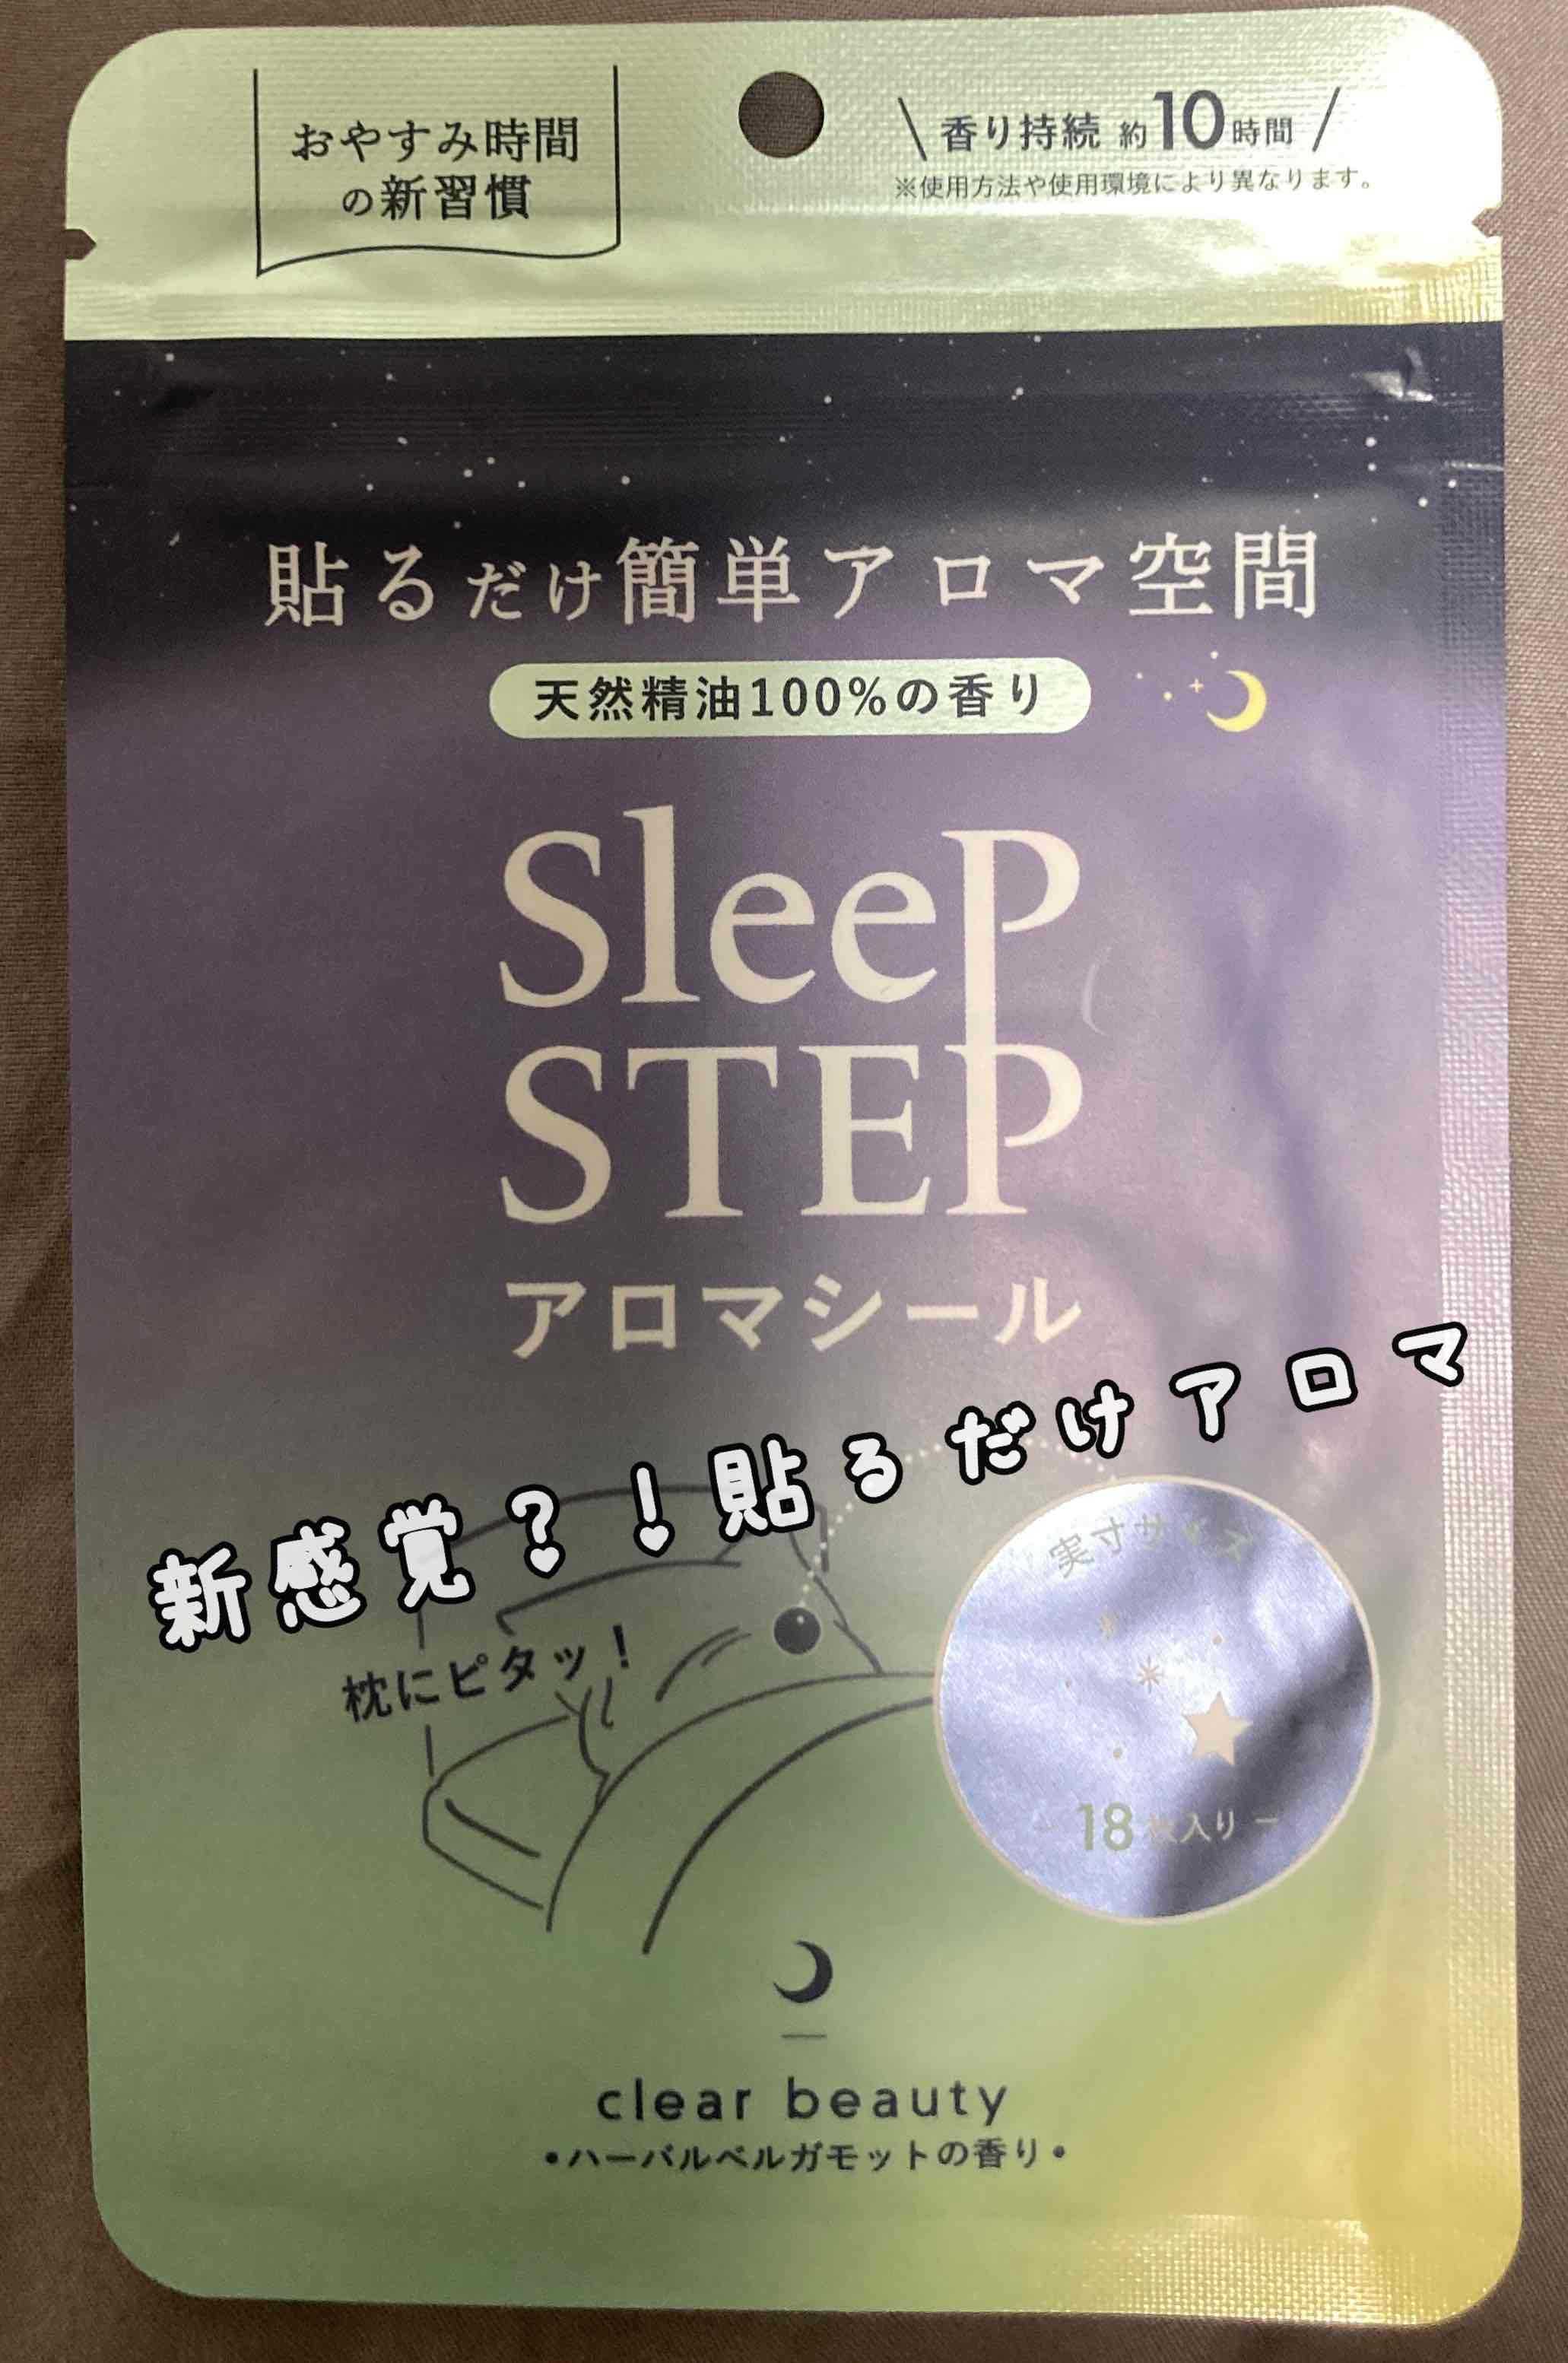 おやすみ時間
の新習慣
香り持続 約10時間
※使用方法や使用環境により異なります。
貼るだけ簡単アロマ空間
天然精油100%の香り
SleeP
STEP
アロマシール
新感覚?!貼るだけアロマ
枕にピタッ!
実寸サイズ
18枚入り
clear beauty
•ハーバルベルガモットの香り•